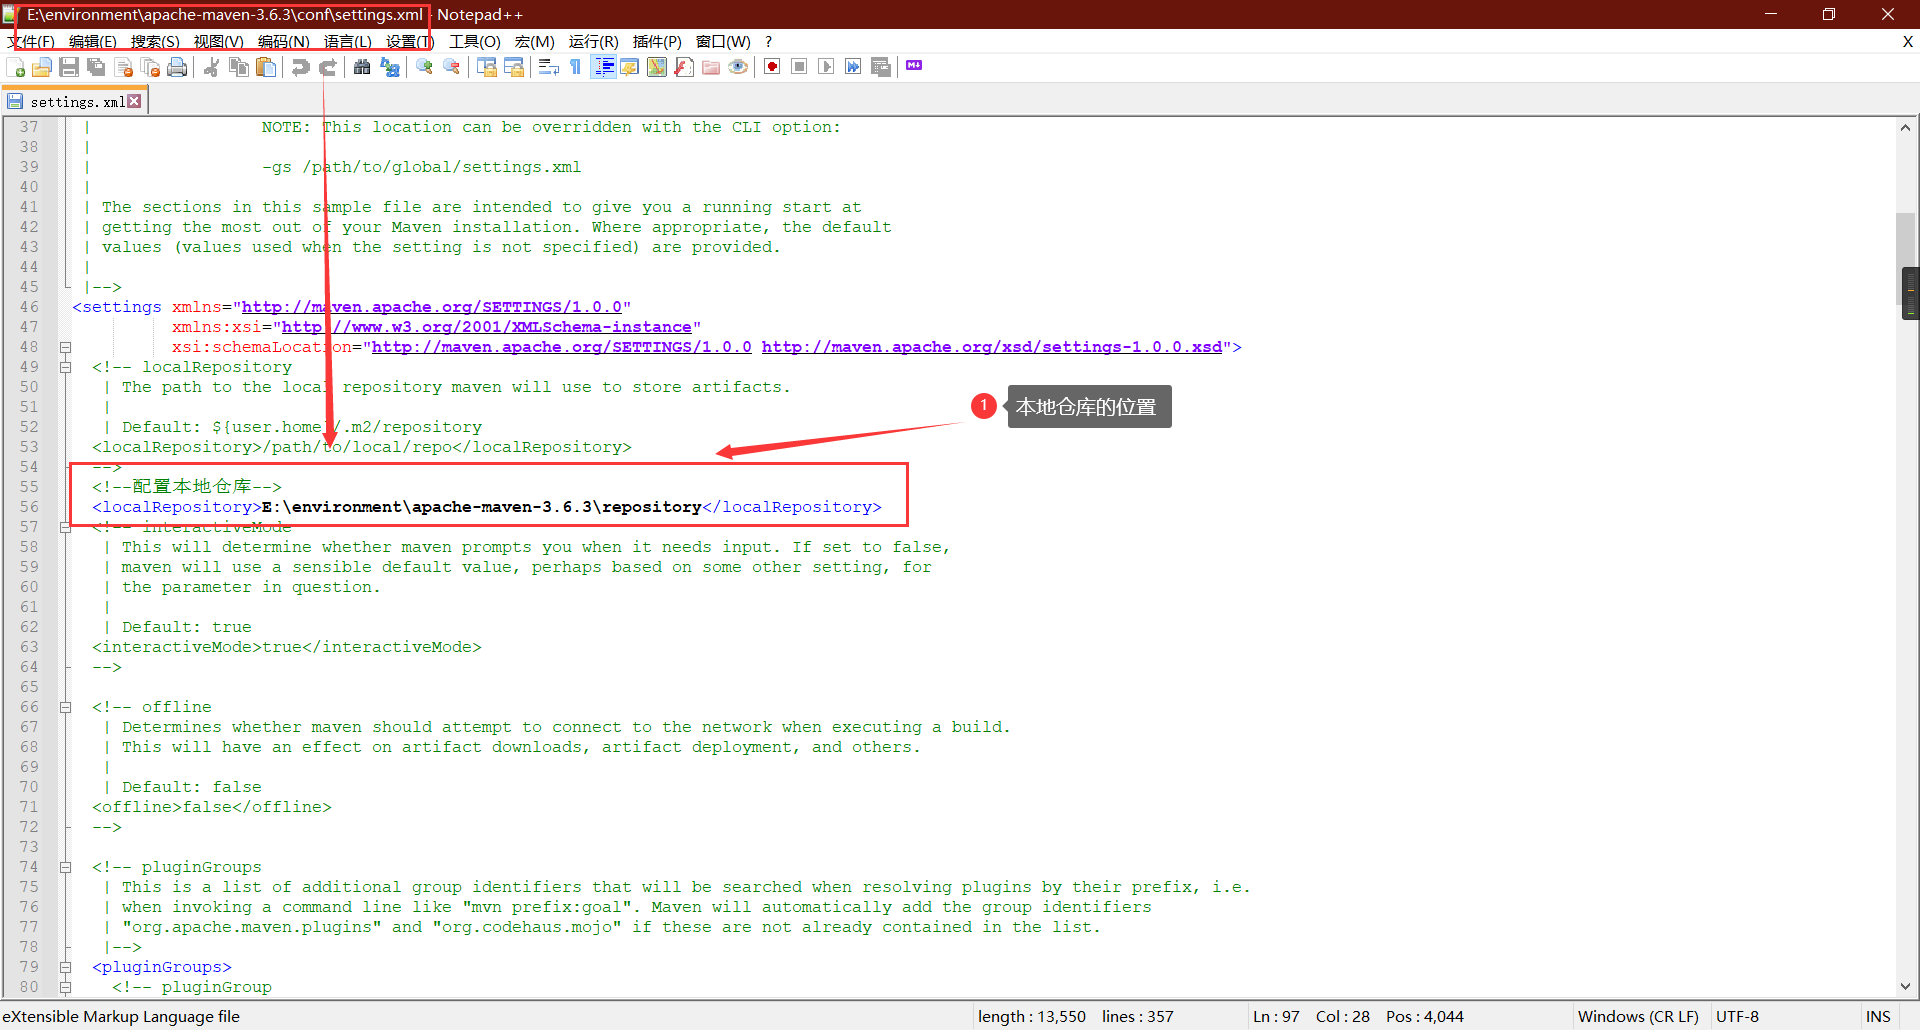 E:\environment\apache-maven-3.6.3\conf\settings.xml - Notepad++
文件(F) 编辑(E) 搜索(S) 视图(V) 编码(N) 语言(L) 设置(T) 工具(O) 宏(M) 运行(R) 插件(P) 窗口(W) ? X
settings.xml
37 | NOTE: This location can be overridden with the CLI option:
38 |
39 | -gs /path/to/global/settings.xml
40 |
41 | The sections in this sample file are intended to give you a running start at
42 | getting the most out of your Maven installation. Where appropriate, the default
43 | values (values used when the setting is not specified) are provided.
44 |
45 |-->
46 <settings xmlns="http://maven.apache.org/SETTINGS/1.0.0"
47 xmlns:xsi="http://www.w3.org/2001/XMLSchema-instance"
48 xsi:schemaLocation="http://maven.apache.org/SETTINGS/1.0.0 http://maven.apache.org/xsd/settings-1.0.0.xsd">
49 <!-- localRepository
50 | The path to the local repository maven will use to store artifacts.
51 |
1 本地仓库的位置
52 | Default: ${user.home}/.m2/repository
53 <localRepository>/path/to/local/repo</localRepository>
54 -->
55 <!--配置本地仓库-->
56 <localRepository>E:\environment\apache-maven-3.6.3\repository</localRepository>
57 <!-- interactiveMode
58 | This will determine whether maven prompts you when it needs input. If set to false,
59 | maven will use a sensible default value, perhaps based on some other setting, for
60 | the parameter in question.
61 |
62 | Default: true
63 <interactiveMode>true</interactiveMode>
64 -->
65
66 <!-- offline
67 | Determines whether maven should attempt to connect to the network when executing a build.
68 | This will have an effect on artifact downloads, artifact deployment, and others.
69 |
70 | Default: false
71 <offline>false</offline>
72 -->
73
74 <!-- pluginGroups
75 | This is a list of additional group identifiers that will be searched when resolving plugins by their prefix, i.e.
76 | when invoking a command line like "mvn prefix:goal". Maven will automatically add the group identifiers
77 | "org.apache.maven.plugins" and "org.codehaus.mojo" if these are not already contained in the list.
78 |-->
79 <pluginGroups>
80 <!-- pluginGroup
eXtensible Markup Language file length : 13,550 lines : 357 Ln : 97 Col : 28 Pos : 4,044 Windows (CR LF) UTF-8 INS